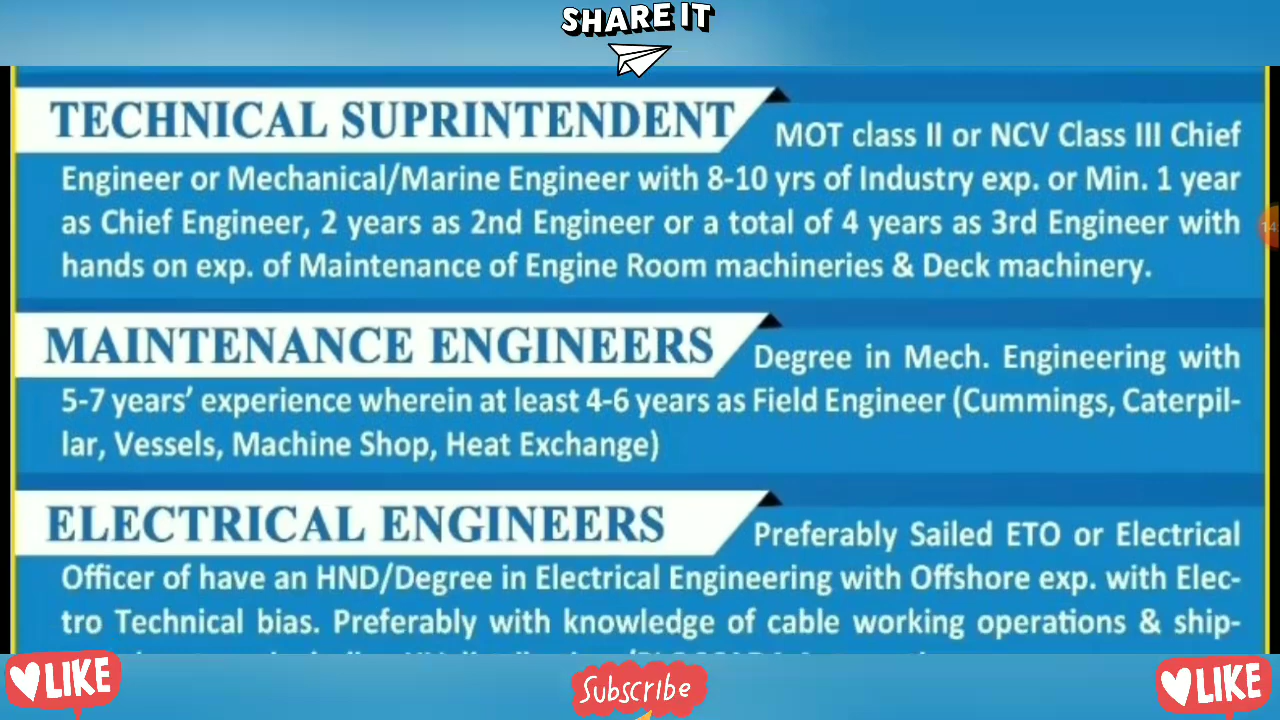 SHARE IT
TECHNICAL SUPRINTENDENT MOT class II or NCV Class III Chief
Engineer or Mechanical/Marine Engineer with 8-10 yrs of Industry exp. or Min. 1 year
as Chief Engineer, 2 years as 2nd Engineer or a total of 4 years as 3rd Engineer with
hands on exp. of Maintenance of Engine Room machineries & Deck machinery.
14
MAINTENANCE ENGINEERS Degree in Mech. Engineering with
5-7 years’ experience wherein at least 4-6 years as Field Engineer (Cummings, Caterpil-
lar, Vessels, Machine Shop, Heat Exchange)
ELECTRICAL ENGINEERS Preferably Sailed ETO or Electrical
Officer of have an HND/Degree in Electrical Engineering with Offshore exp. with Elec-
tro Technical bias. Preferably with knowledge of cable working operations & ship-
LIKE
Subscribe
LIKE